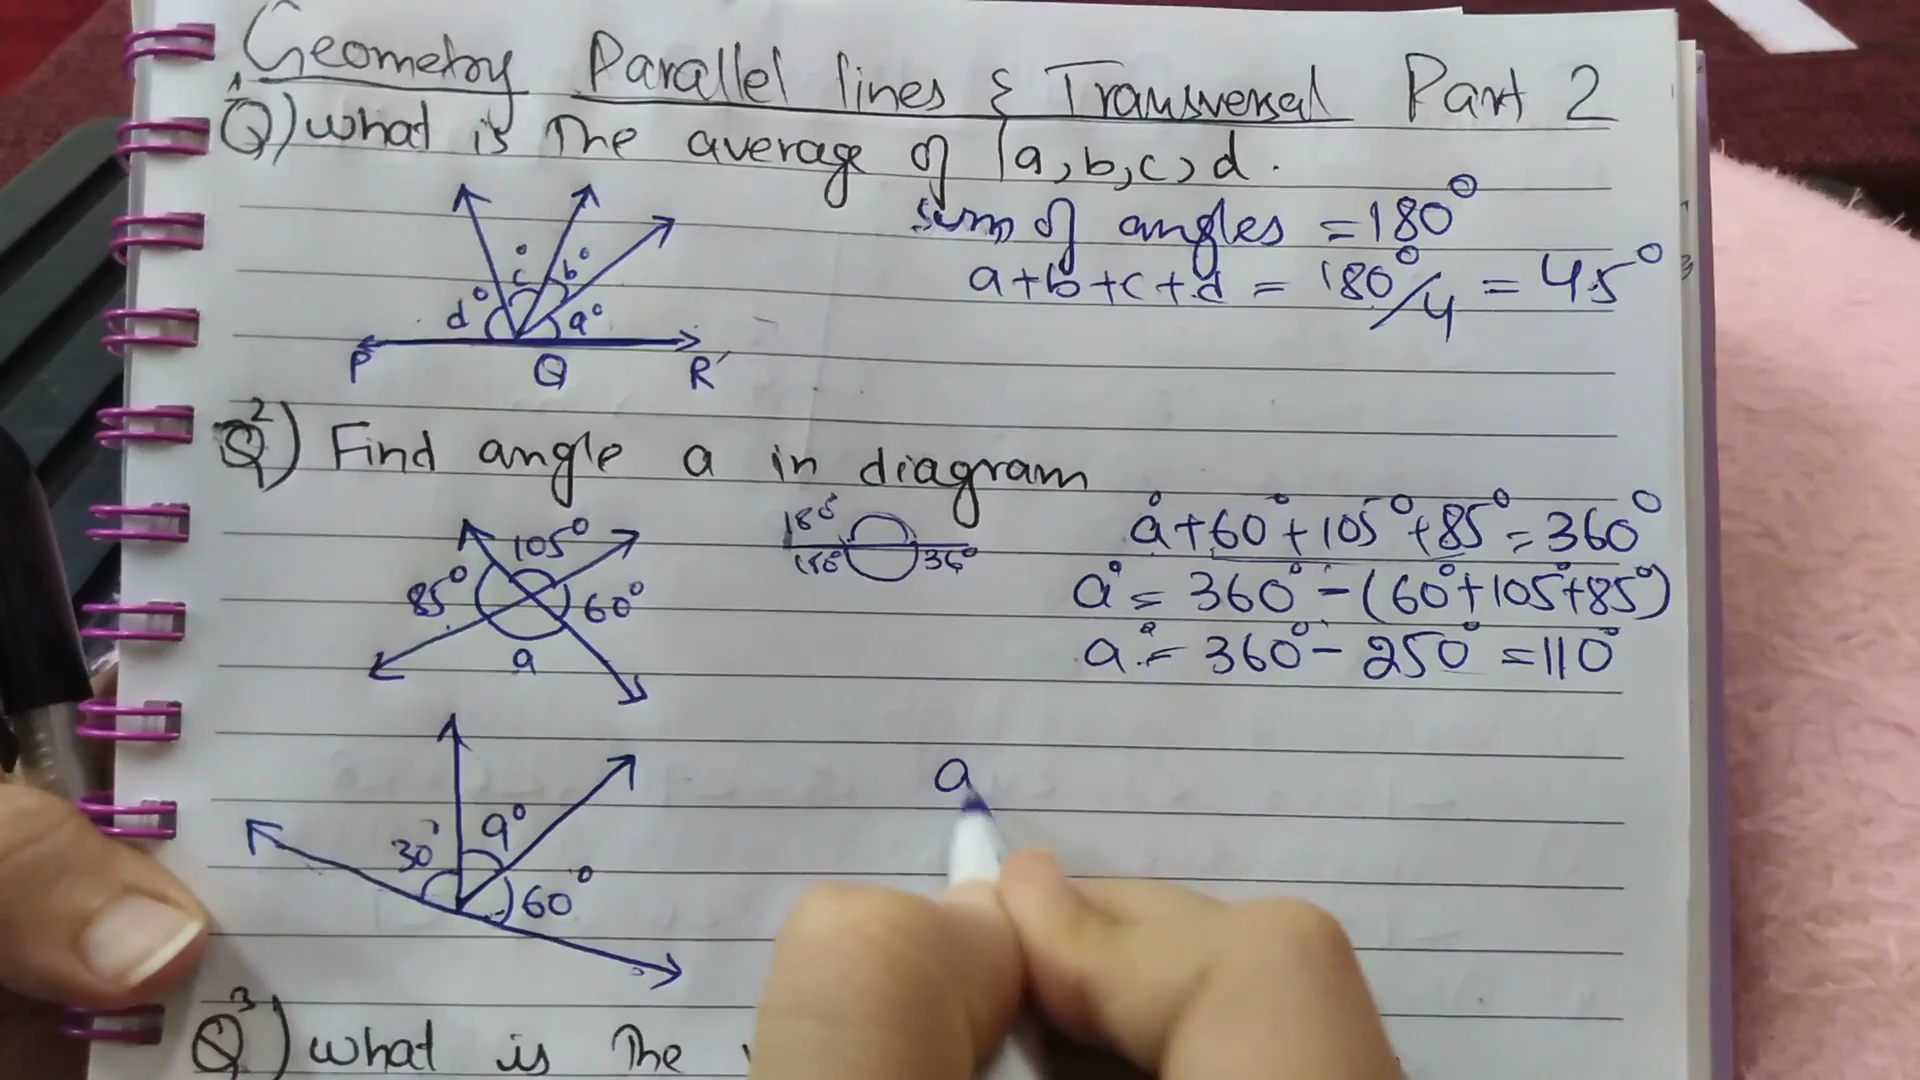 Geometry Parallel lines & Transversal Part 2
Q1) what is The average of a, b, c, d.
sum of angles = 180°
a+b+c+d = 180°/4 = 45°
c° b°
d° a°
P Q R
Q2) Find angle a in diagram
105°
85° 60°
a
180°
180° 360
a°+60°+105°+85°=360°
a° = 360° - (60°+105°+85°)
a° = 360° - 250° = 110°
30° a° 60°
a
Q3) what is The